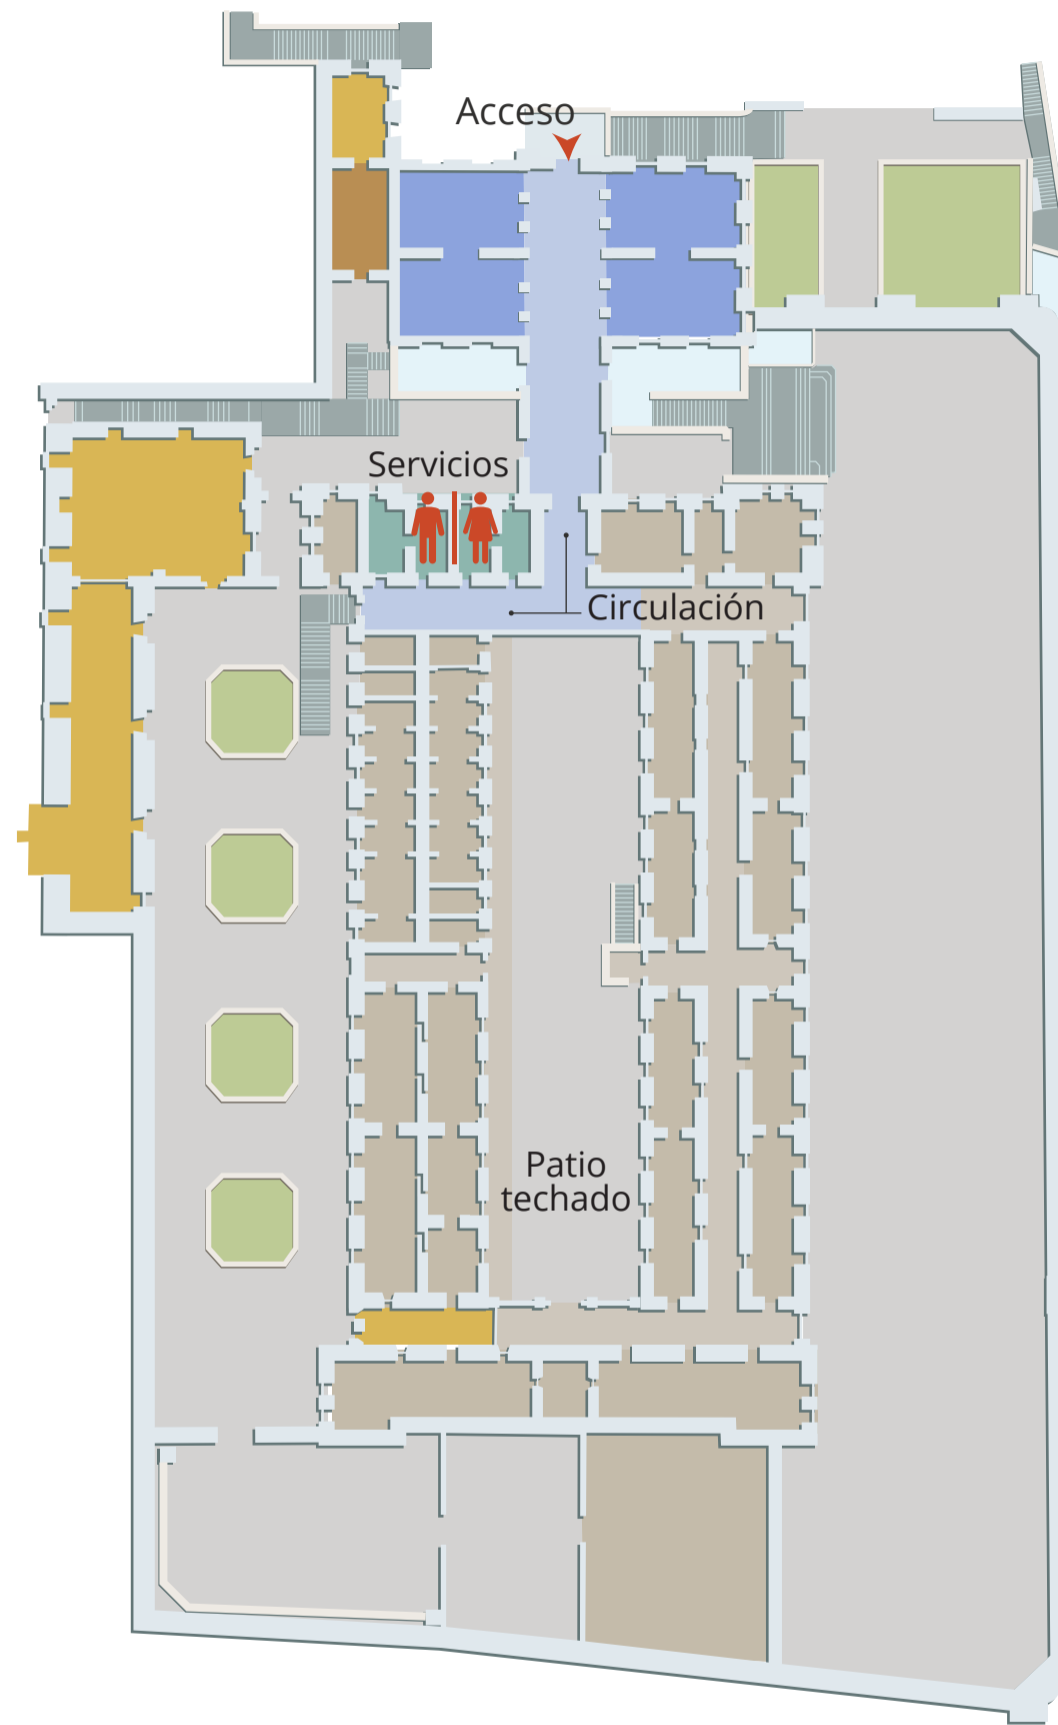 Acceso
Servicios
Circulación
Patio
techado